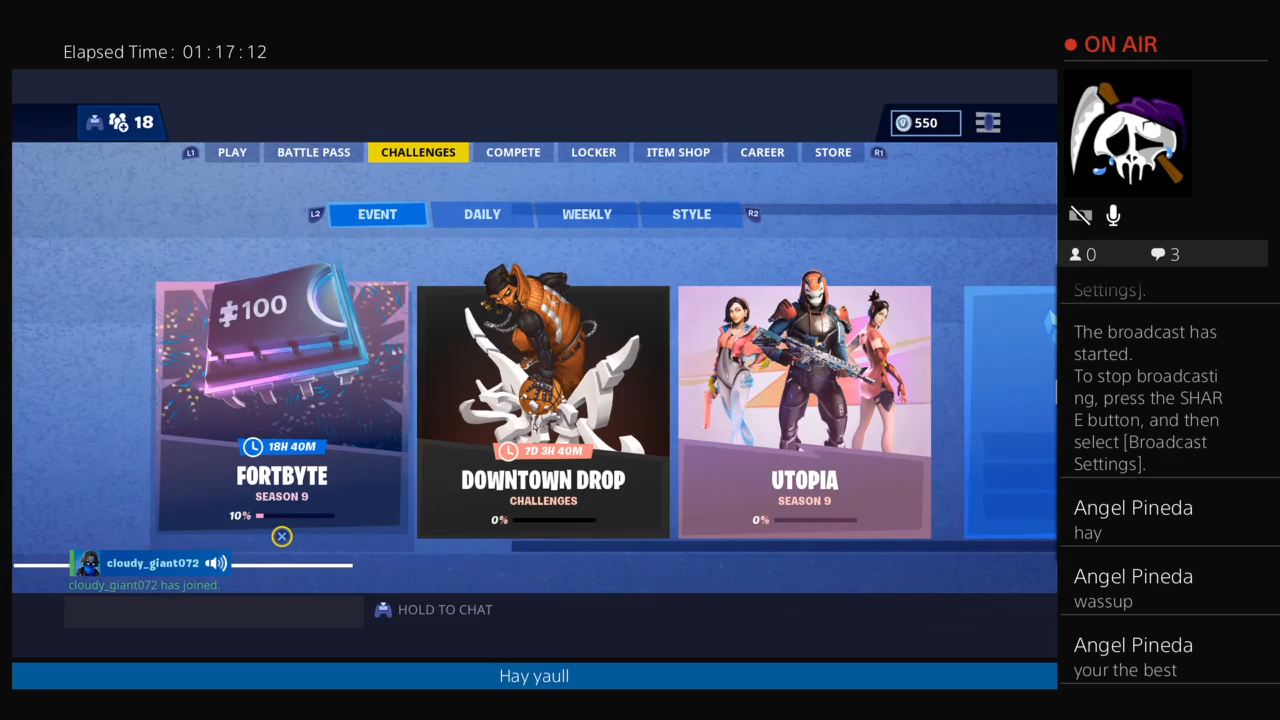 Elapsed Time: 01:17:12
ON AIR
18
550
L1 PLAY BATTLE PASS CHALLENGES COMPETE LOCKER ITEM SHOP CAREER STORE R1
L2 EVENT DAILY WEEKLY STYLE R2
100
18H 40M
FORTBYTE
SEASON 9
10%
7D 3H 40M
DOWNTOWN DROP
CHALLENGES
0%
UTOPIA
SEASON 9
0%
cloudy_giant072
cloudy_giant072 has joined.
HOLD TO CHAT
Hay yaull
0 3
Settings].
The broadcast has
started.
To stop broadcasti
ng, press the SHAR
E button, and then
select [Broadcast
Settings].
Angel Pineda
hay
Angel Pineda
wassup
Angel Pineda
your the best